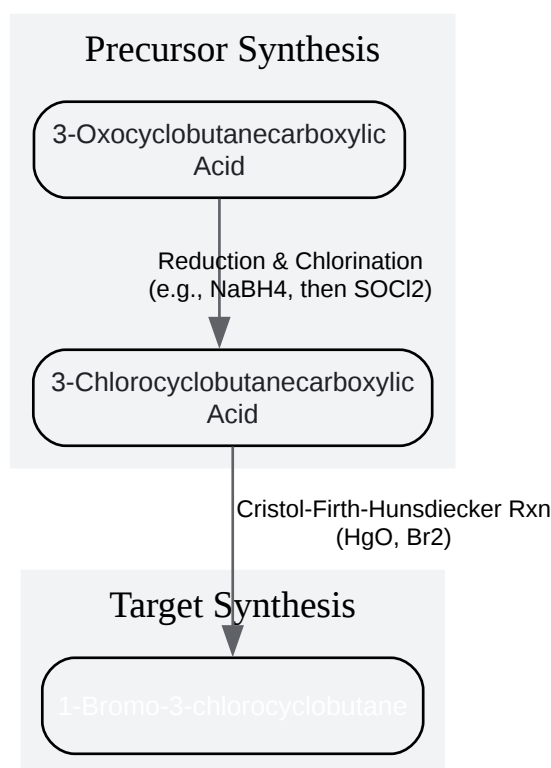 Precursor Synthesis
3-Oxocyclobutanecarboxylic
Acid
Reduction & Chlorination
(e.g., NaBH4, then SOCl2)
3-Chlorocyclobutanecarboxylic
Acid
Cristol-Firth-Hunsdiecker Rxn
(HgO, Br2)
Target Synthesis
1-Bromo-3-chlorocyclobutane